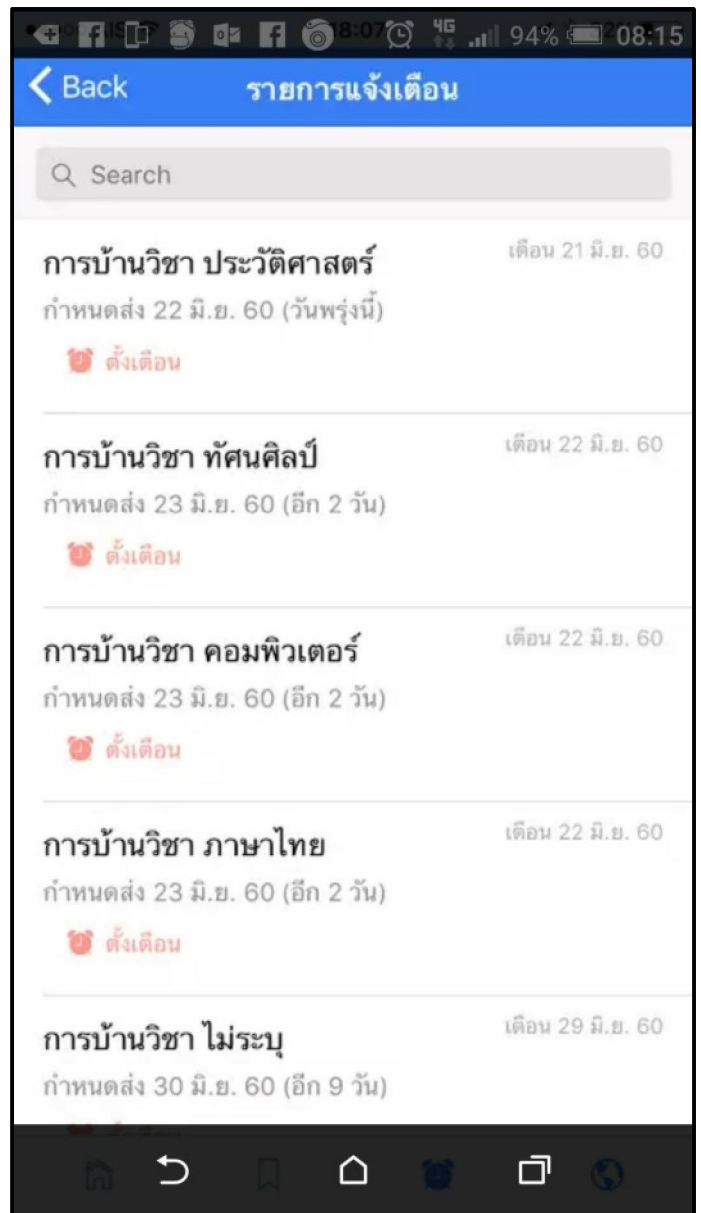 18:07 4G 94% 08:15
Back รายการแจ้งเตือน
Search
การบ้านวิชา ประวัติศาสตร์ เตือน 21 มิ.ย. 60
กำหนดส่ง 22 มิ.ย. 60 (วันพรุ่งนี้)
ตั้งเตือน
การบ้านวิชา ทัศนศิลป์ เตือน 22 มิ.ย. 60
กำหนดส่ง 23 มิ.ย. 60 (อีก 2 วัน)
ตั้งเตือน
การบ้านวิชา คอมพิวเตอร์ เตือน 22 มิ.ย. 60
กำหนดส่ง 23 มิ.ย. 60 (อีก 2 วัน)
ตั้งเตือน
การบ้านวิชา ภาษาไทย เตือน 22 มิ.ย. 60
กำหนดส่ง 23 มิ.ย. 60 (อีก 2 วัน)
ตั้งเตือน
การบ้านวิชา ไม่ระบุ เตือน 29 มิ.ย. 60
กำหนดส่ง 30 มิ.ย. 60 (อีก 9 วัน)